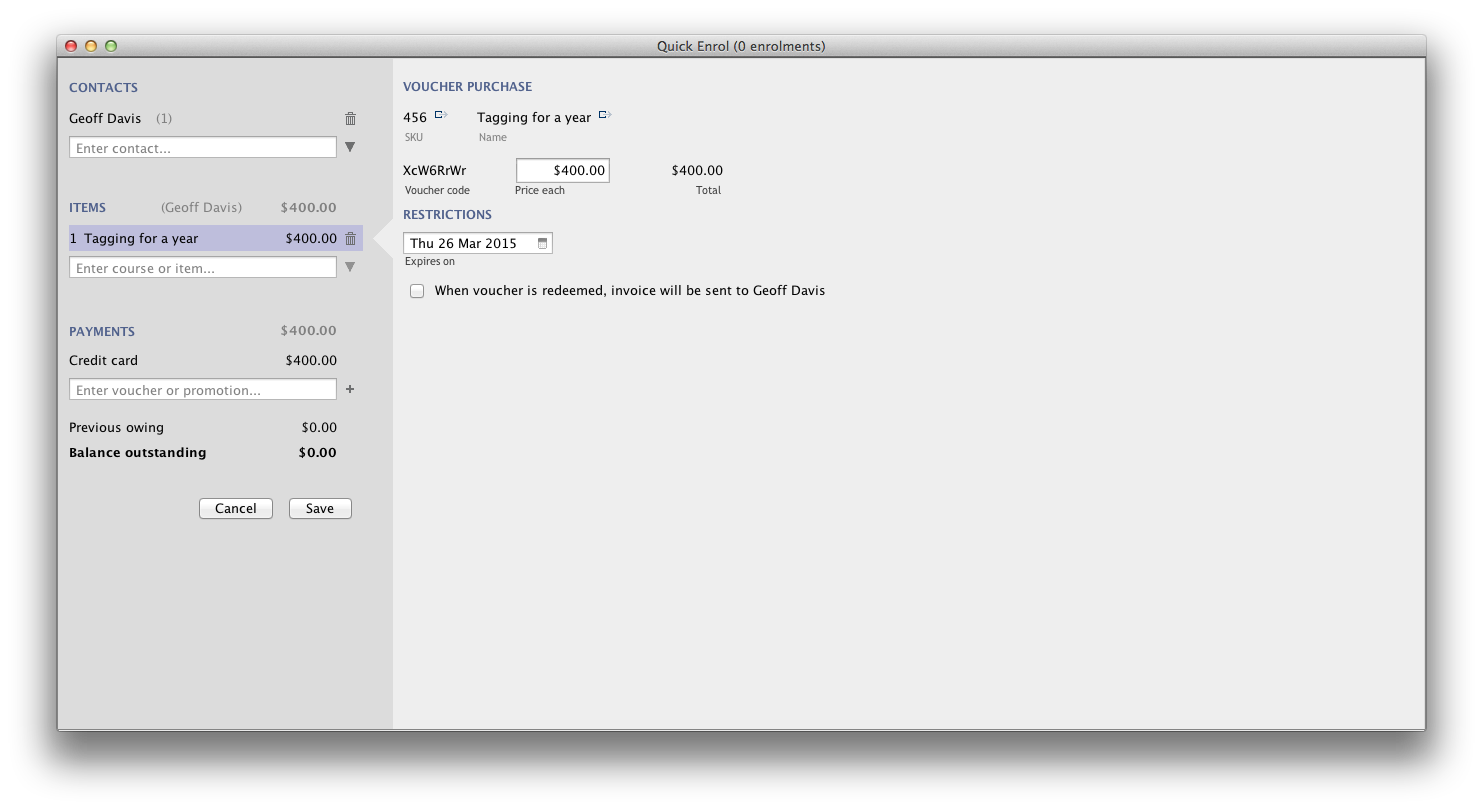 Quick Enrol (0 enrolments)
CONTACTS
Geoff Davis (1)
Enter contact...
ITEMS (Geoff Davis) $400.00
1 Tagging for a year $400.00
Enter course or item...
PAYMENTS $400.00
Credit card $400.00
Enter voucher or promotion...
Previous owing $0.00
Balance outstanding $0.00
Cancel Save
VOUCHER PURCHASE
456 Tagging for a year
SKU Name
XcW6RrWr $400.00 $400.00
Voucher code Price each Total
RESTRICTIONS
Thu 26 Mar 2015
Expires on
When voucher is redeemed, invoice will be sent to Geoff Davis